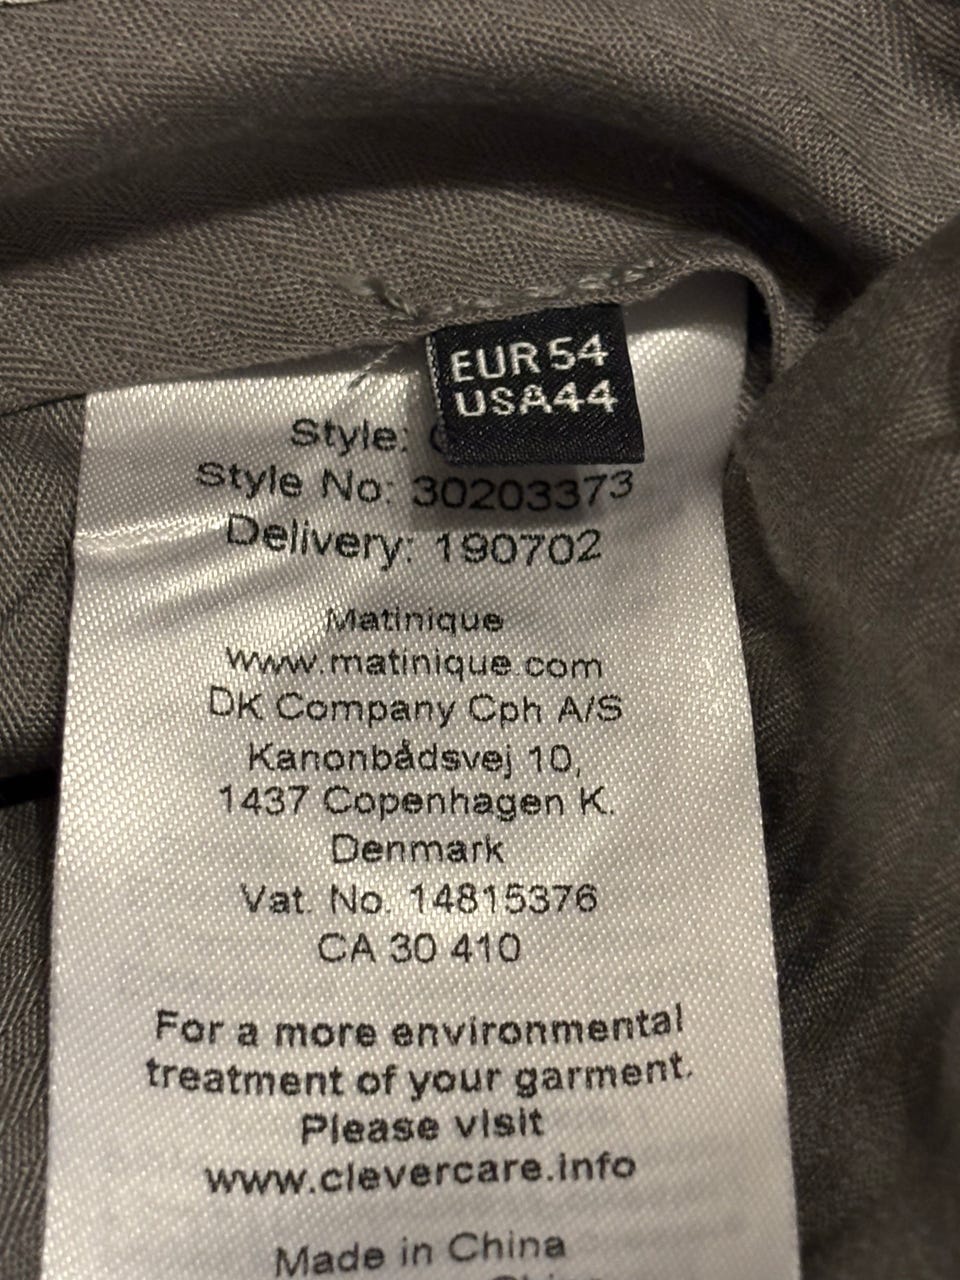 EUR 54
USA 44
Style:
Style No: 30203373
Delivery: 190702
Matinique
www.matinique.com
DK Company Cph A/S
Kanonbådsvej 10,
1437 Copenhagen K.
Denmark
Vat. No. 14815376
CA 30 410
For a more environmental
treatment of your garment.
Please visit
www.clevercare.info
Made in China